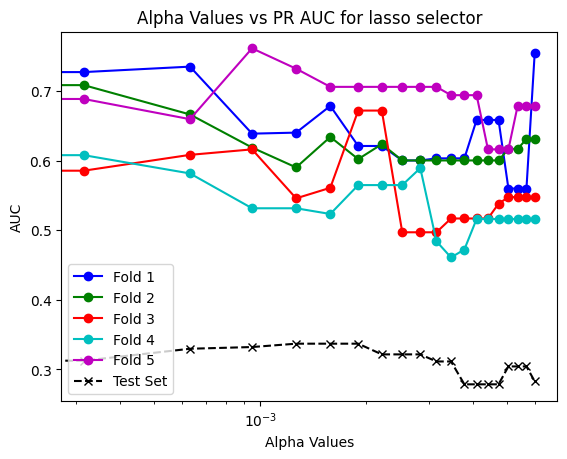 Alpha Values vs PR AUC for lasso selector
AUC
0.7
0.6
0.5
0.4
0.3
Fold 1
Fold 2
Fold 3
Fold 4
Fold 5
Test Set
10⁻³
Alpha Values